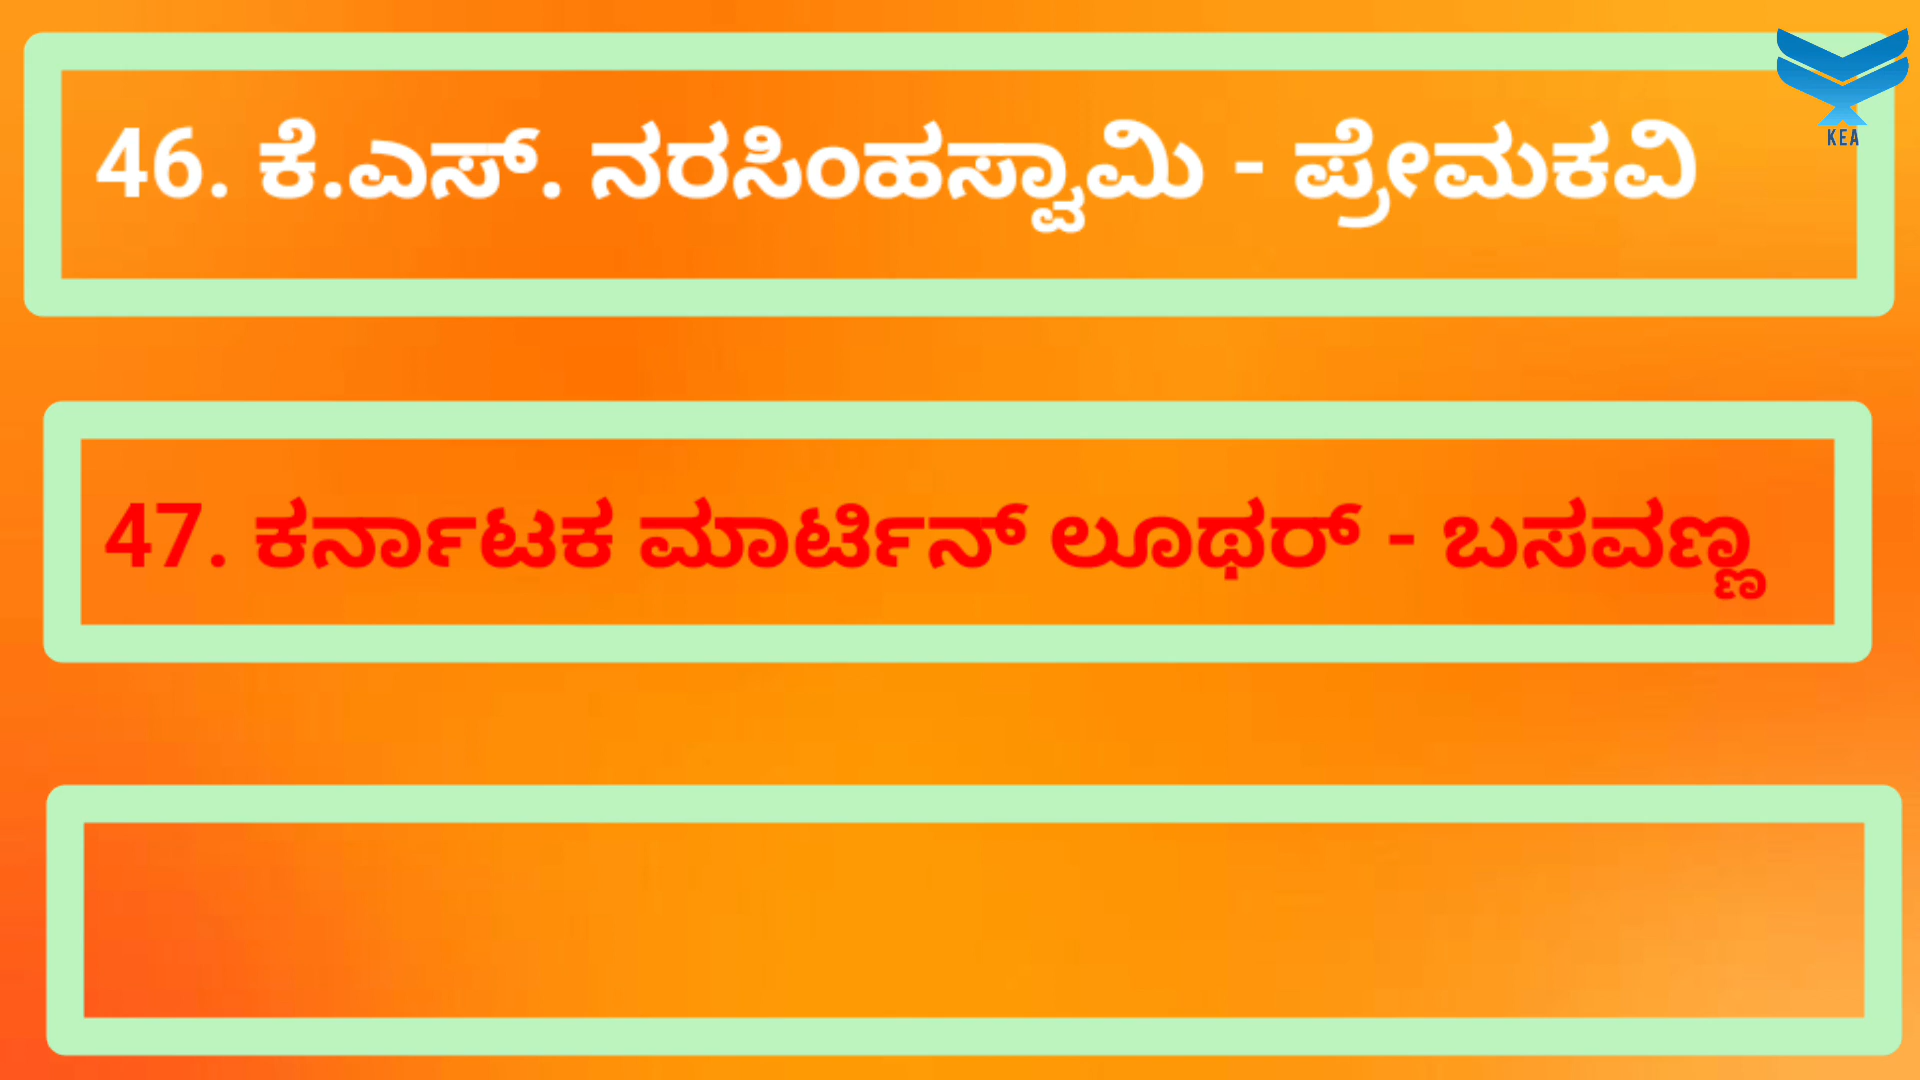 KEA
46. ಕೆ.ಎಸ್. ನರಸಿಂಹಸ್ವಾಮಿ - ಪ್ರೇಮಕವಿ
47. ಕರ್ನಾಟಕ ಮಾರ್ಟಿನ್ ಲೂಥರ್ - ಬಸವಣ್ಣ